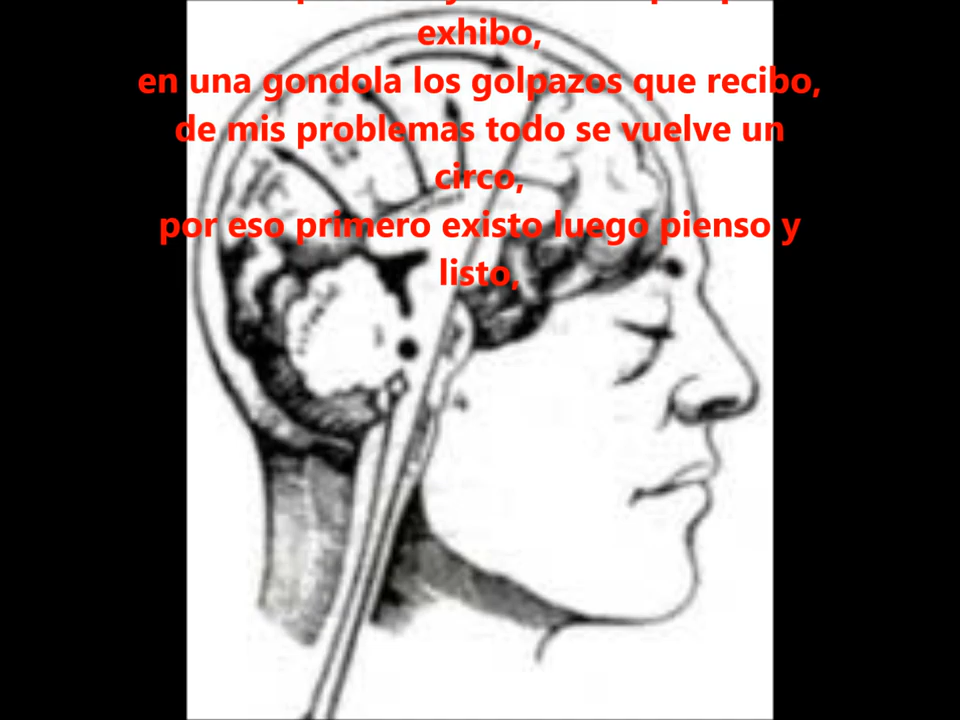 exhibo,
en una gondola los golpazos que recibo,
de mis problemas todo se vuelve un
circo,
por eso primero existo luego pienso y
listo,